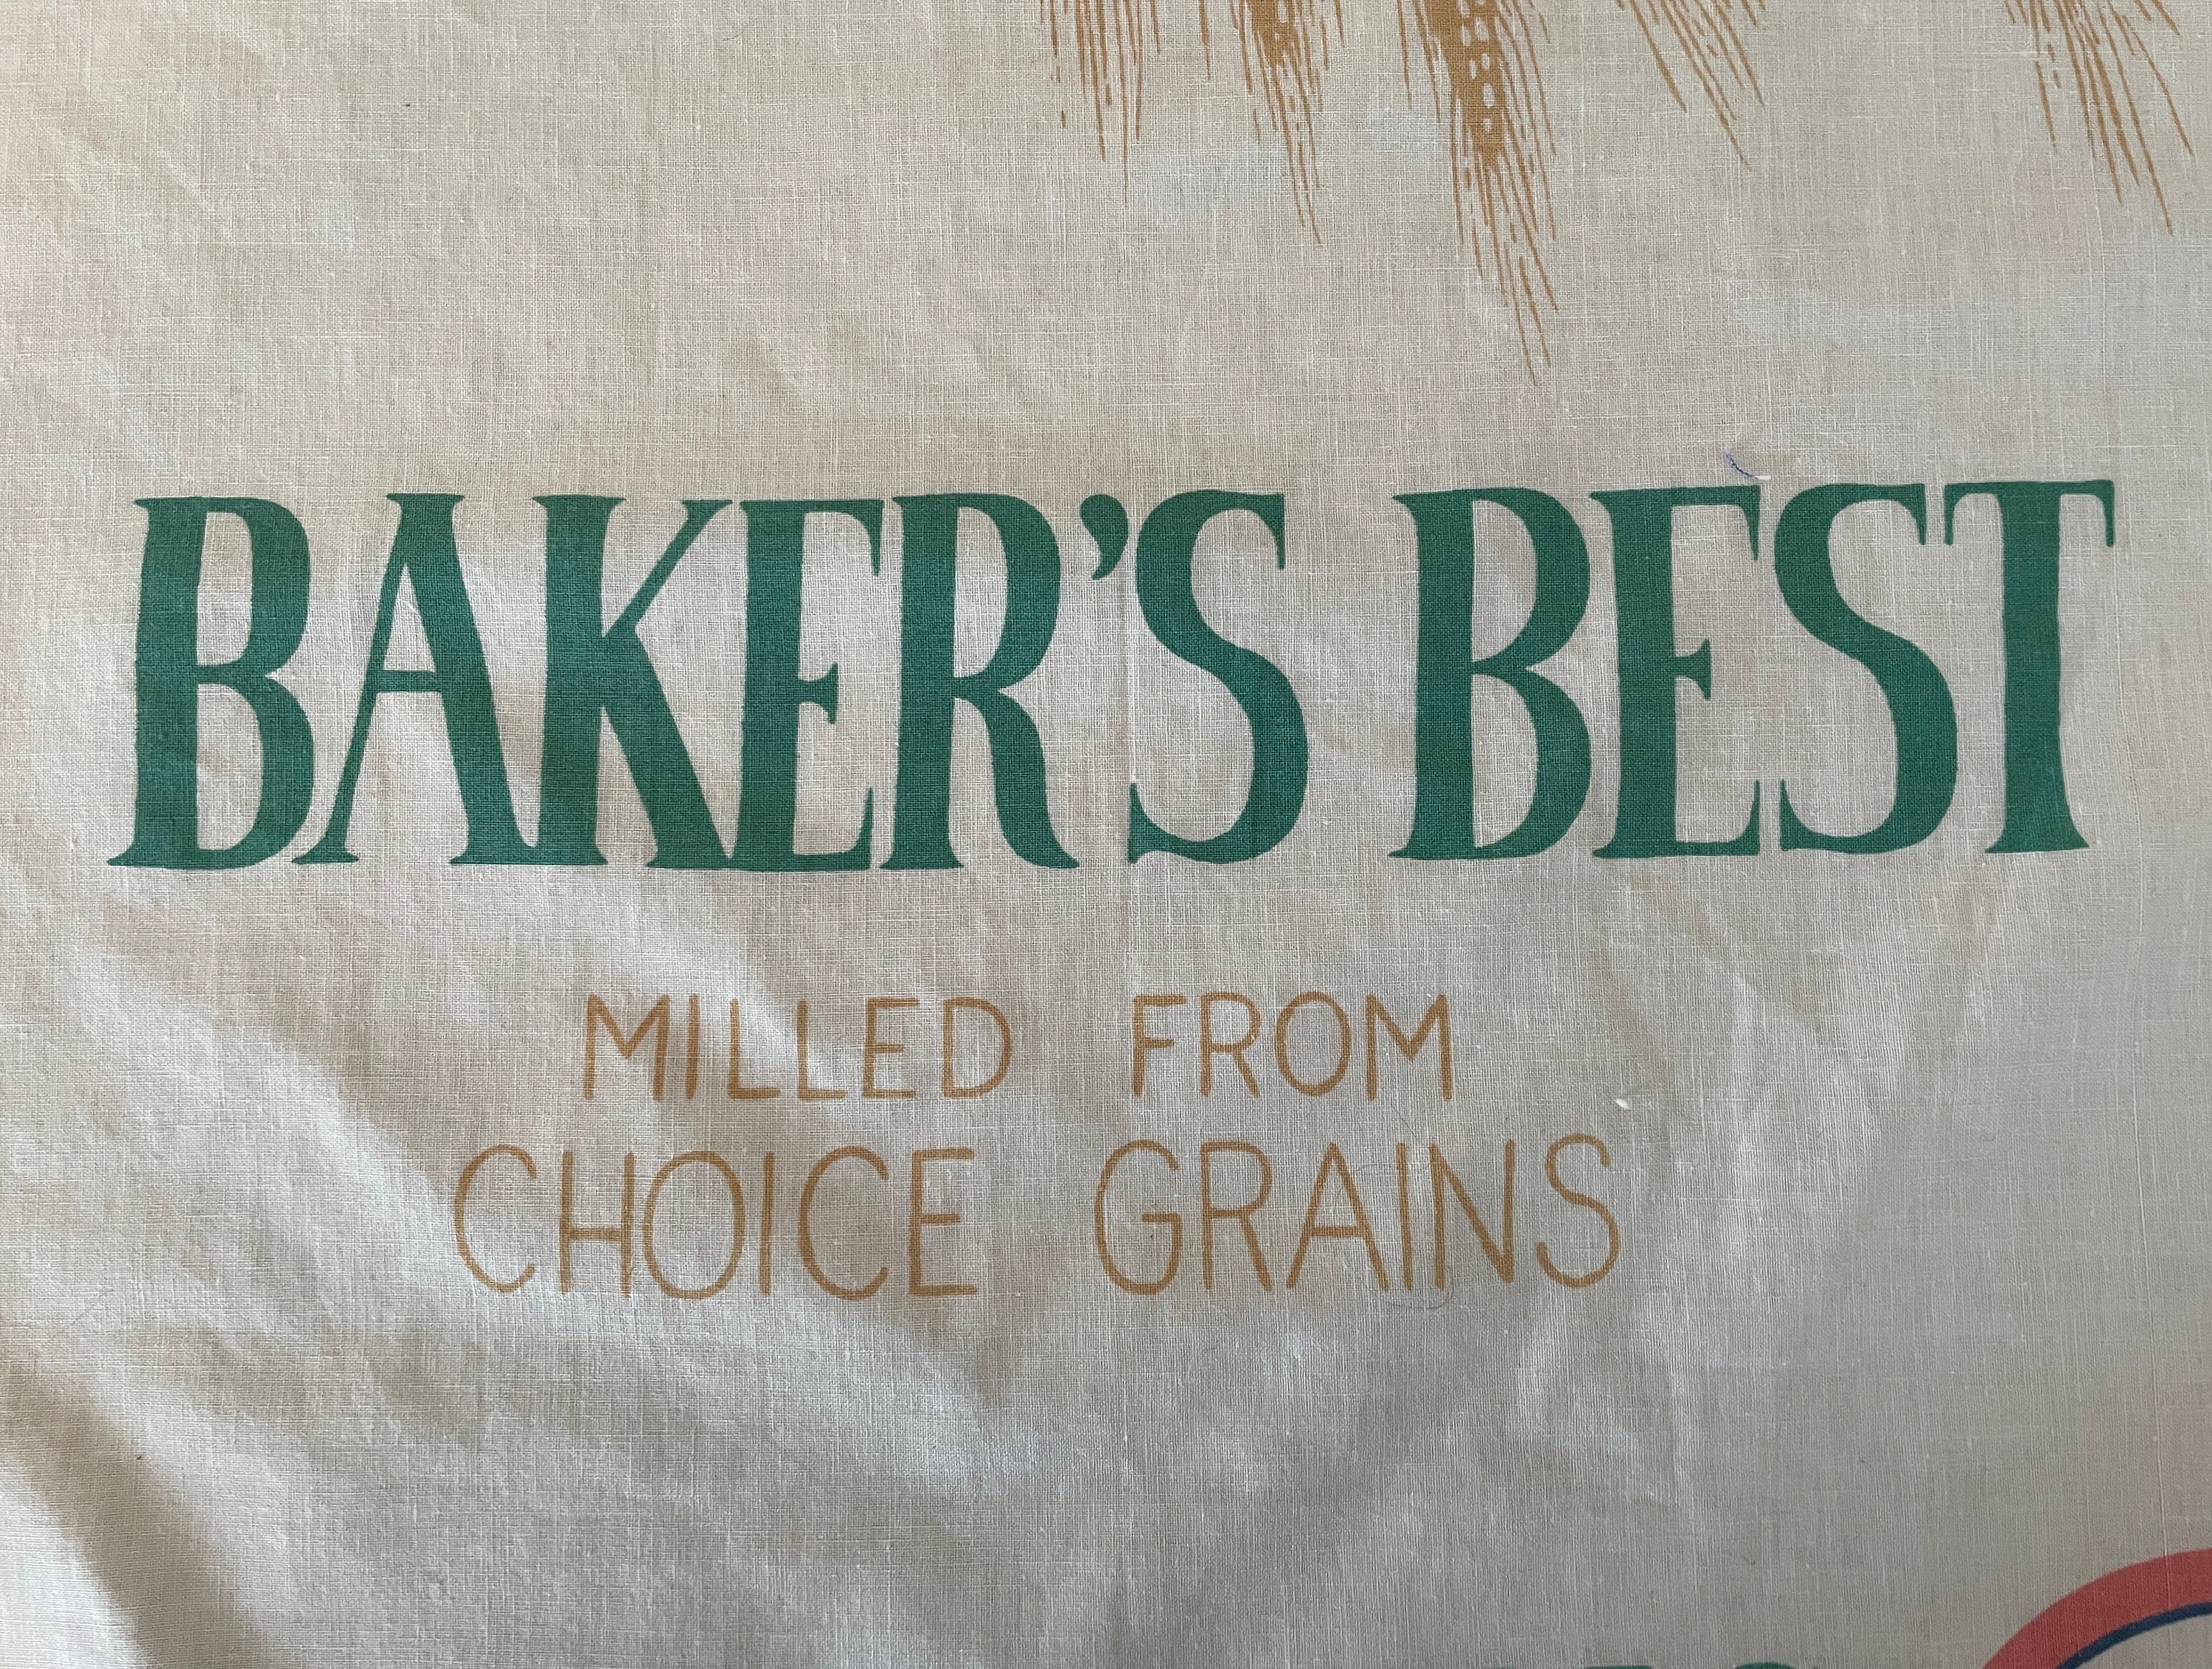 BAKER'S BEST
MILLED FROM
CHOICE GRAINS